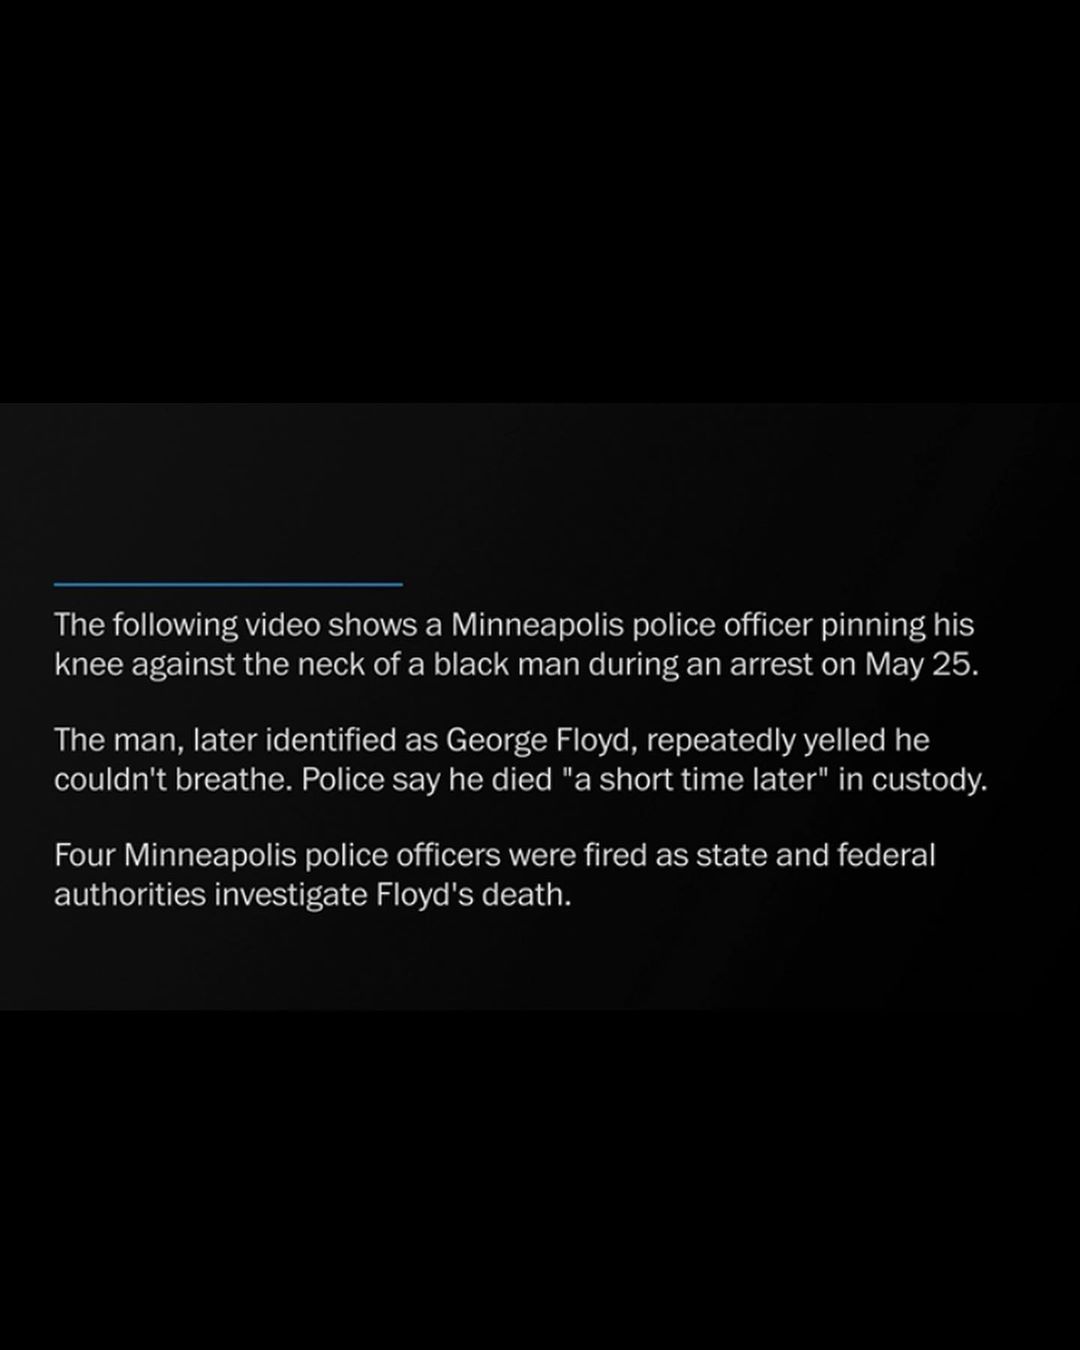 The following video shows a Minneapolis police officer pinning his
knee against the neck of a black man during an arrest on May 25.
The man, later identified as George Floyd, repeatedly yelled he
couldn't breathe. Police say he died "a short time later" in custody.
Four Minneapolis police officers were fired as state and federal
authorities investigate Floyd's death.